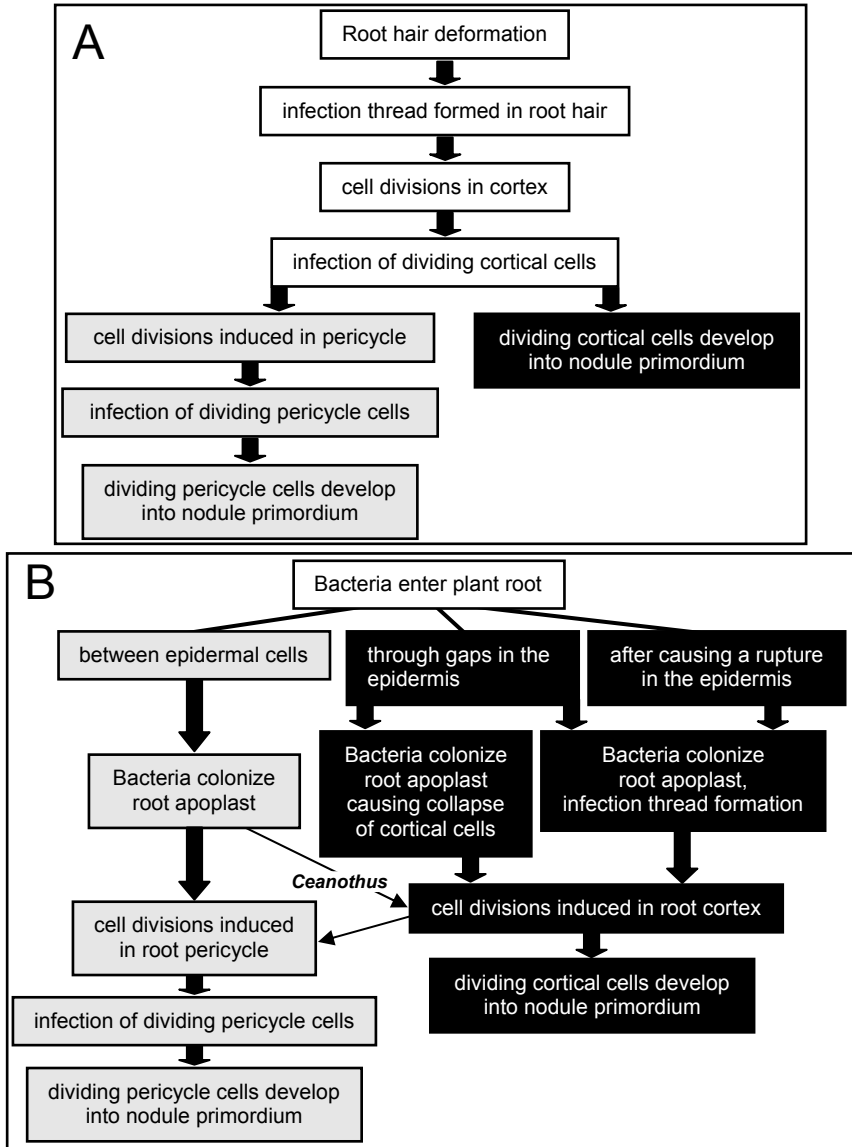 A
Root hair deformation
infection thread formed in root hair
cell divisions in cortex
infection of dividing cortical cells
cell divisions induced in pericycle
dividing cortical cells develop
into nodule primordium
infection of dividing pericycle cells
dividing pericycle cells develop
into nodule primordium
B
Bacteria enter plant root
between epidermal cells
through gaps in the
epidermis
after causing a rupture
in the epidermis
Bacteria colonize
root apoplast
Bacteria colonize
root apoplast
causing collapse
of cortical cells
Bacteria colonize
root apoplast,
infection thread formation
Ceanothus
cell divisions induced
in root pericycle
cell divisions induced in root cortex
dividing cortical cells develop
into nodule primordium
infection of dividing pericycle cells
dividing pericycle cells develop
into nodule primordium